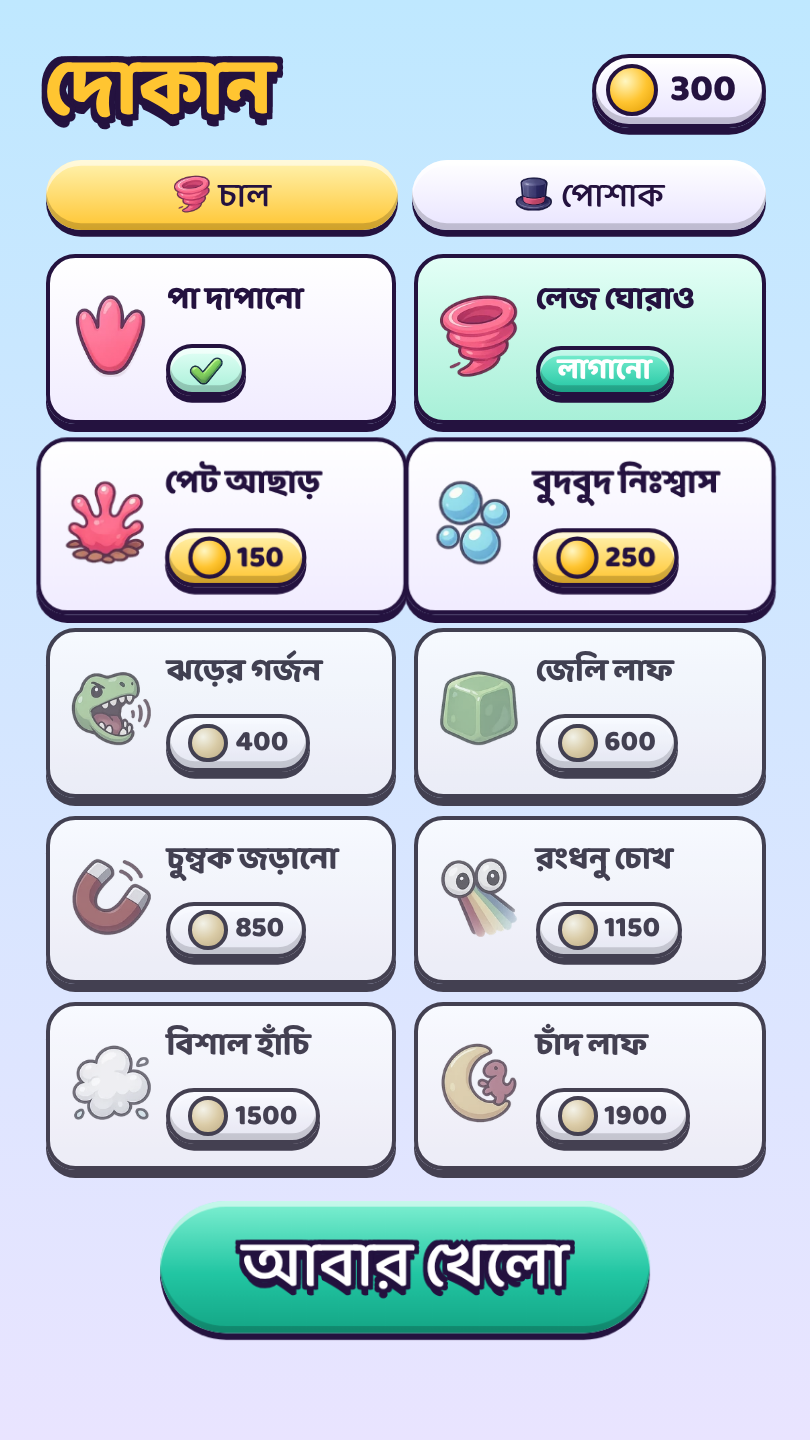 দোকান
300
চাল
পোশাক
পা দাপানো
লেজ ঘোরাও
লাগানো
পেট আছাড়
বুদবুদ নিঃশ্বাস
150
250
ঝড়ের গর্জন
জেলি লাফ
400
600
চুম্বক জড়ানো
রংধনু চোখ
850
1150
বিশাল হাঁচি
চাঁদ লাফ
1500
1900
আবার খেলো